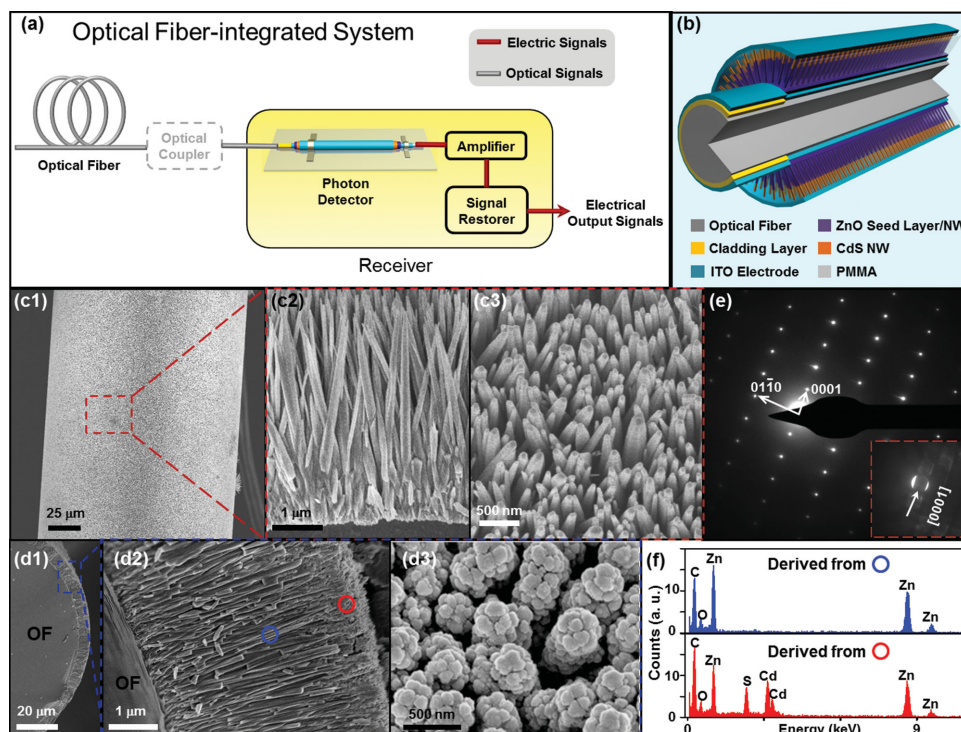 (a)
Optical Fiber-integrated System
Electric Signals
Optical Signals
Optical Fiber
Optical
Coupler
Photon
Detector
Amplifier
Signal
Restorer
Electrical
Output Signals
Receiver
(b)
Optical Fiber
ZnO Seed Layer/NW
Cladding Layer
CdS NW
ITO Electrode
PMMA
(c1)
25 μm
(c2)
1 μm
(c3)
500 nm
(e)
011̄0
0001
[0001]
(d1)
OF
20 μm
(d2)
OF
1 μm
(d3)
500 nm
(f)
Counts (a. u.)
10
0
10
0
C
O
Zn
Derived from
Zn
Zn
C
O
Zn
S
Cd
Cd
Derived from
Zn
Zn
0
Energy (keV)
9